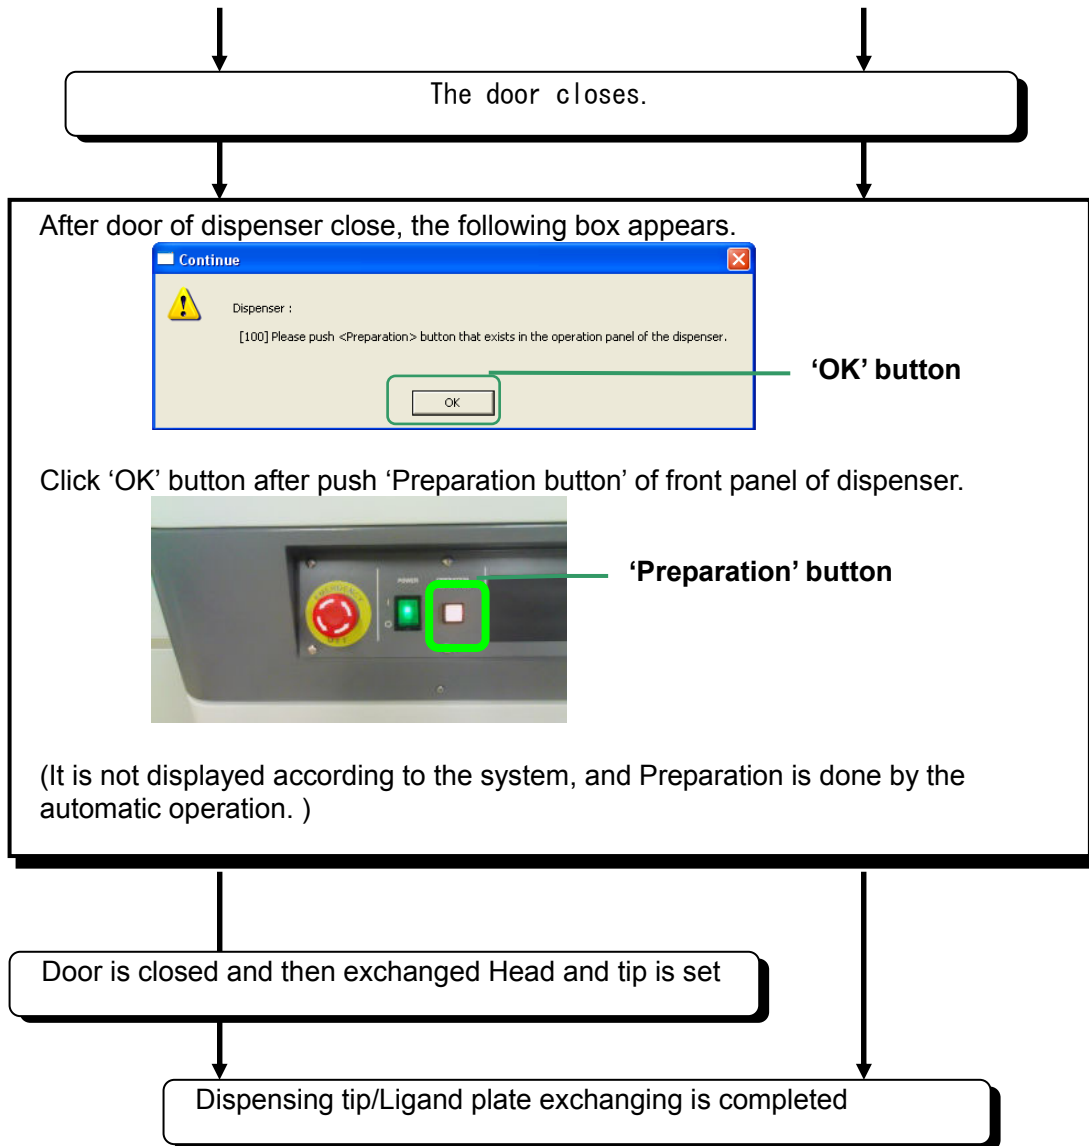 The door closes.
After door of dispenser close, the following box appears.
Continue
Dispenser :
[100] Please push <Preparation> button that exists in the operation panel of the dispenser.
‘OK’ button
OK
Click ‘OK’ button after push ‘Preparation button’ of front panel of dispenser.
‘Preparation’ button
POWER
EMERGENCY
OFF
(It is not displayed according to the system, and Preparation is done by the
automatic operation. )
Door is closed and then exchanged Head and tip is set
Dispensing tip/Ligand plate exchanging is completed